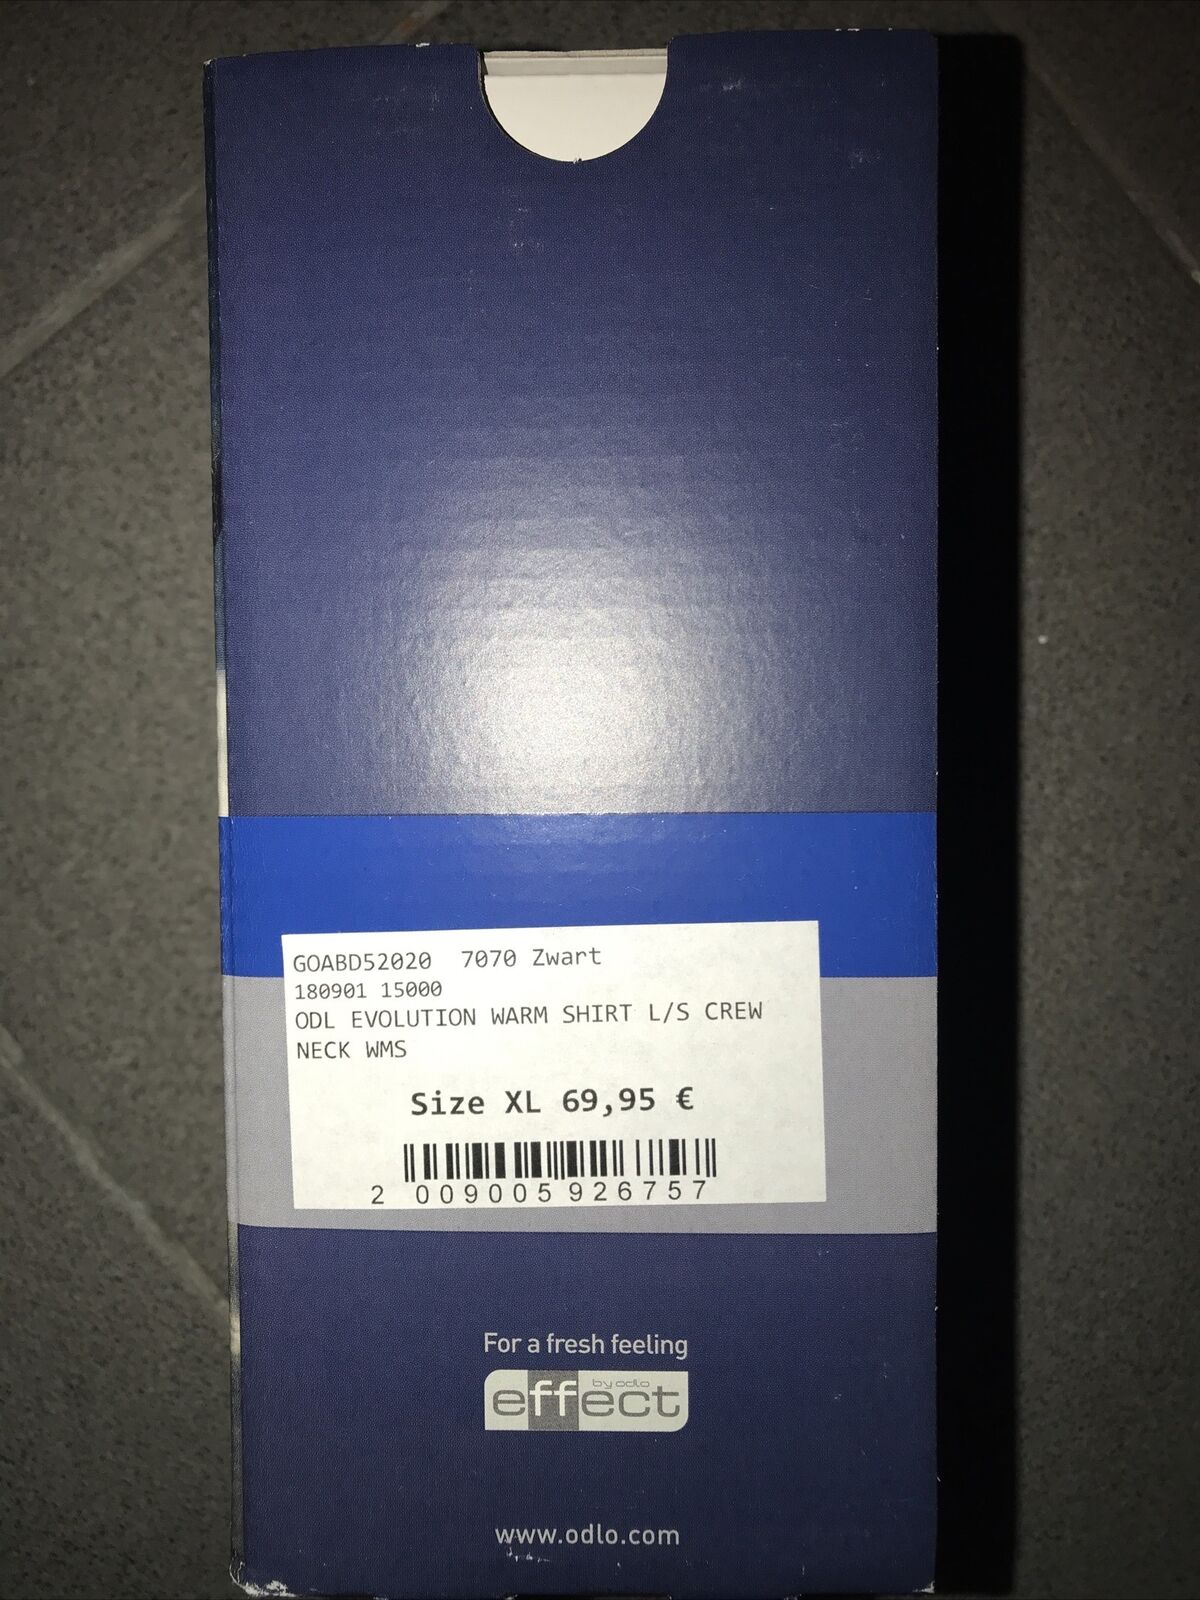 GOABD52020 7070 Zwart
180901 15000
ODL EVOLUTION WARM SHIRT L/S CREW
NECK WMS
Size XL 69,95 €
2 009005 926757
For a fresh feeling
by odlo
effect
www.odlo.com